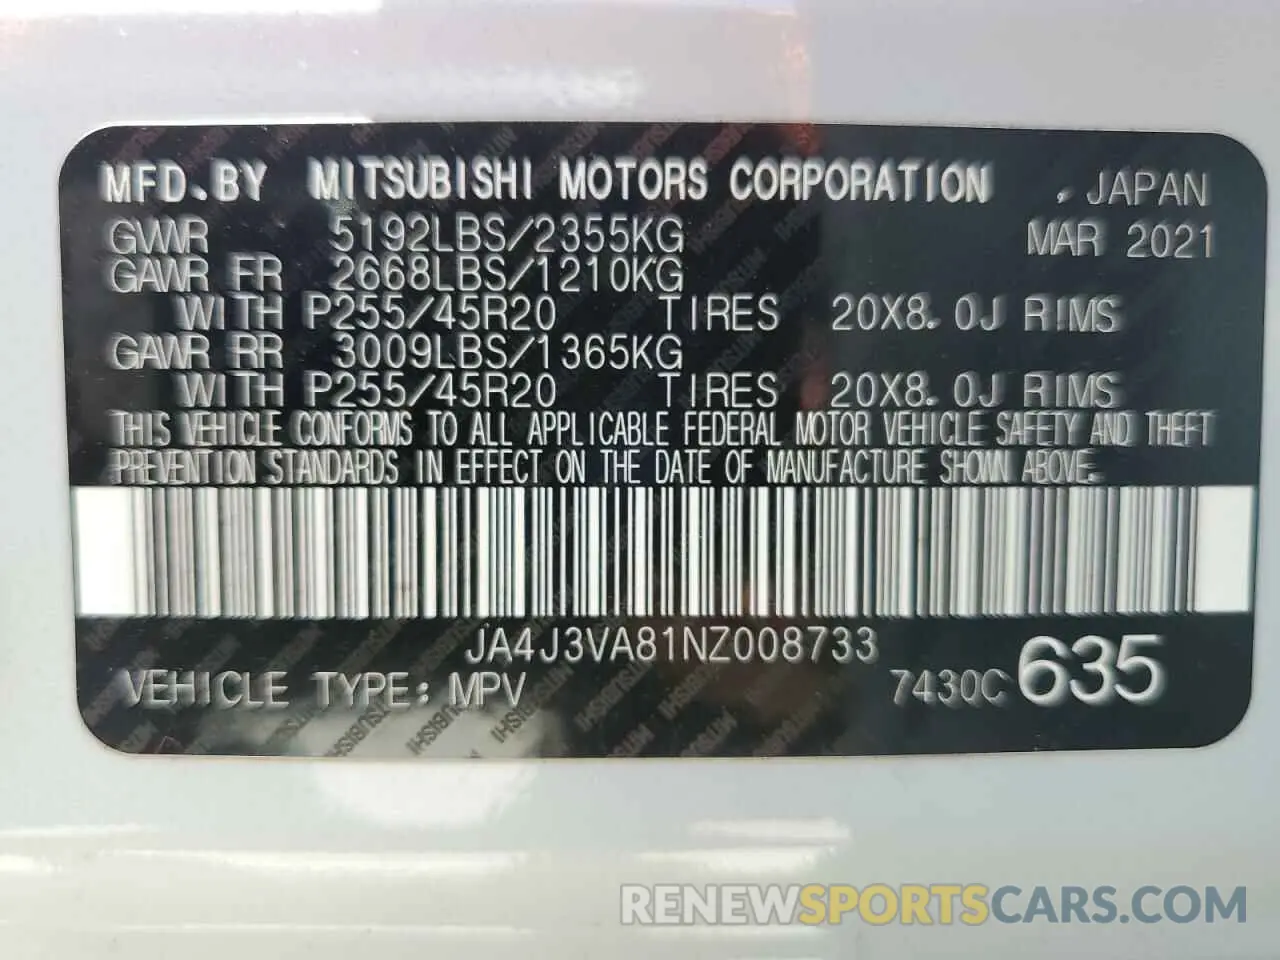 MFD.BY MITSUBISHI MOTORS CORPORATION , JAPAN
GVWR 5192LBS/2355KG MAR 2021
GAWR FR 2668LBS/1210KG
WITH P255/45R20 TIRES 20X8.0J RIMS
GAWR RR 3009LBS/1365KG
WITH P255/45R20 TIRES 20X8.0J RIMS
THIS VEHICLE CONFORMS TO ALL APPLICABLE FEDERAL MOTOR VEHICLE SAFETY AND THEFT
PREVENTION STANDARDS IN EFFECT ON THE DATE OF MANUFACTURE SHOWN ABOVE.
JA4J3VA81NZ008733
VEHICLE TYPE: MPV 7430C 635
RENEWSPORTSCARS.COM